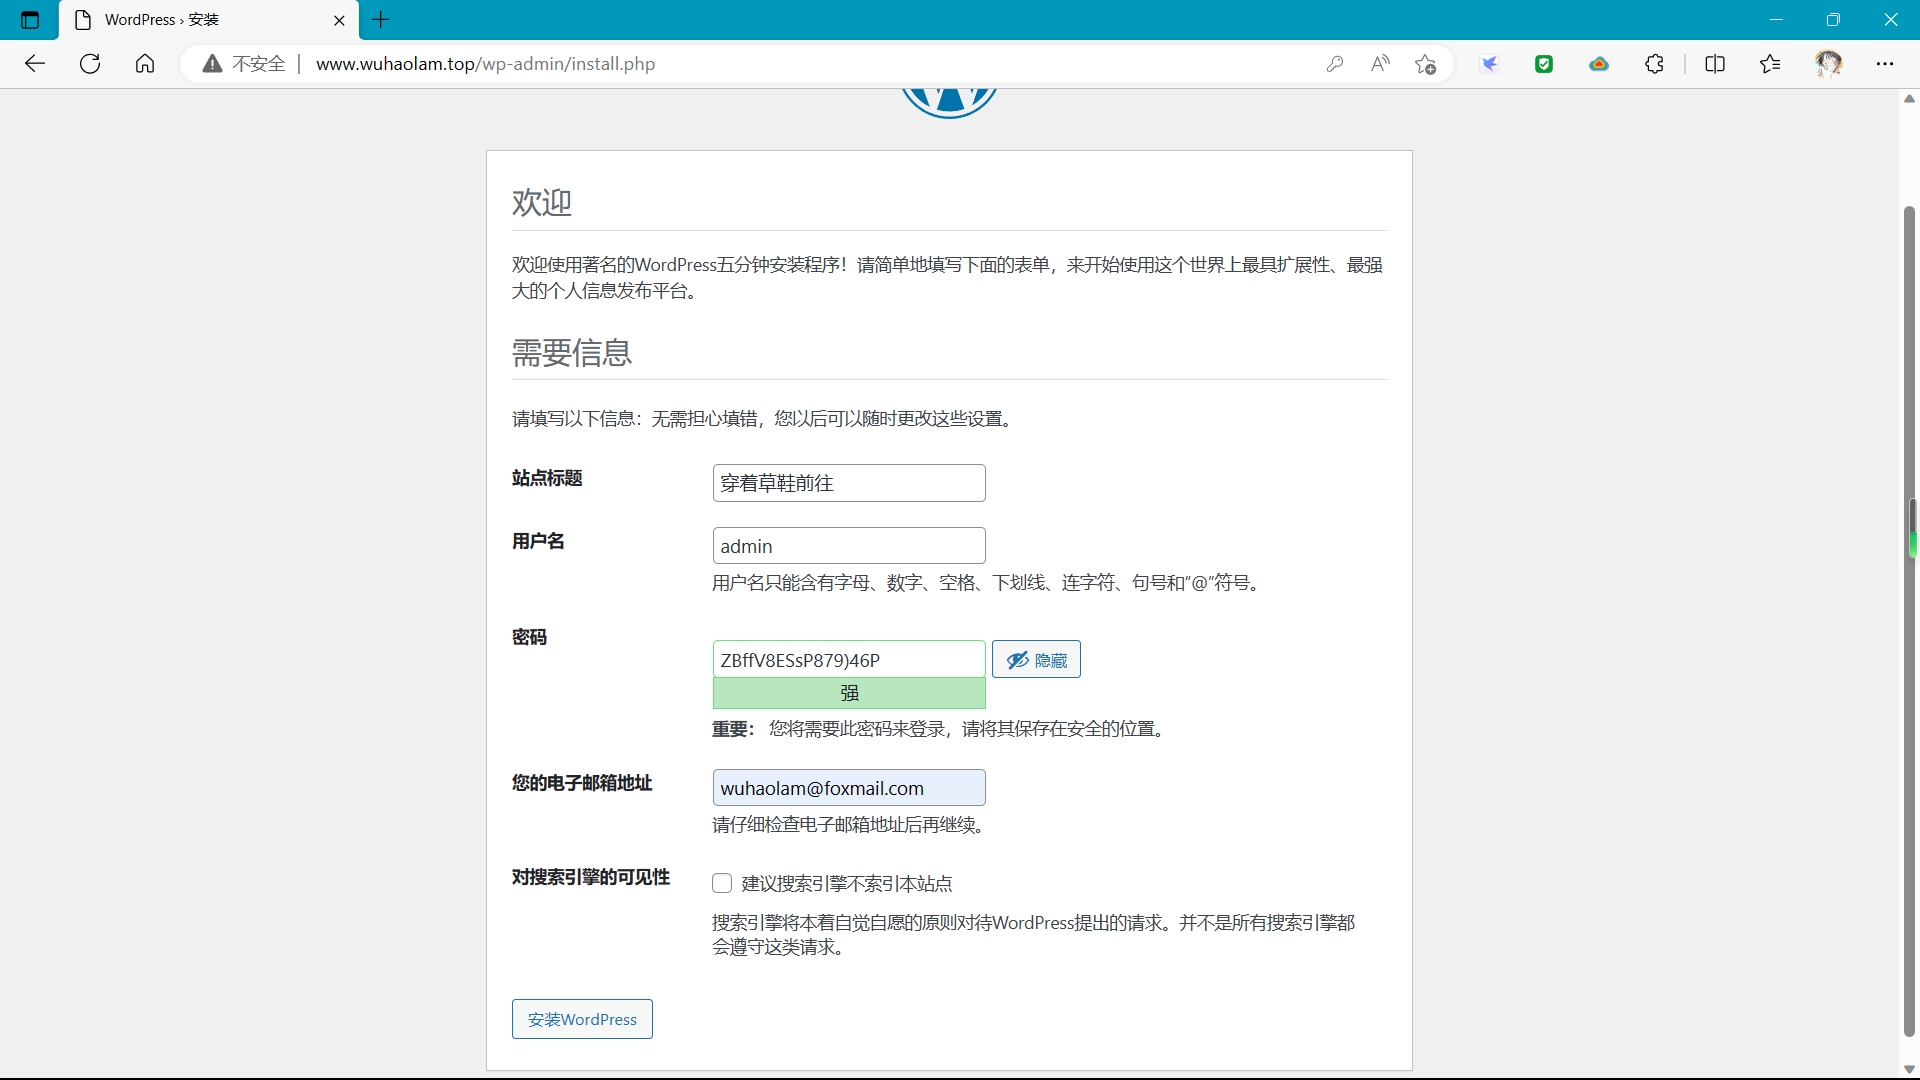 WordPress › 安装
不安全 | www.wuhaolam.top/wp-admin/install.php
欢迎
欢迎使用著名的WordPress五分钟安装程序！请简单地填写下面的表单，来开始使用这个世界上最具扩展性、最强
大的个人信息发布平台。
需要信息
请填写以下信息：无需担心填错，您以后可以随时更改这些设置。
站点标题
穿着草鞋前往
用户名
admin
用户名只能含有字母、数字、空格、下划线、连字符、句号和“@”符号。
密码
ZBffV8ESsP879)46P
隐藏
强
重要： 您将需要此密码来登录，请将其保存在安全的位置。
您的电子邮箱地址
wuhaolam@foxmail.com
请仔细检查电子邮箱地址后再继续。
对搜索引擎的可见性
建议搜索引擎不索引本站点
搜索引擎将本着自觉自愿的原则对待WordPress提出的请求。并不是所有搜索引擎都
会遵守这类请求。
安装WordPress